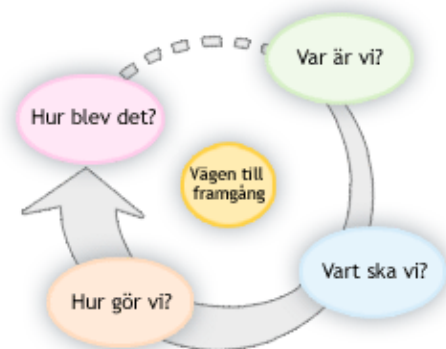 Var är vi?
Hur blev det?
Vägen till
framgång
Vart ska vi?
Hur gör vi?